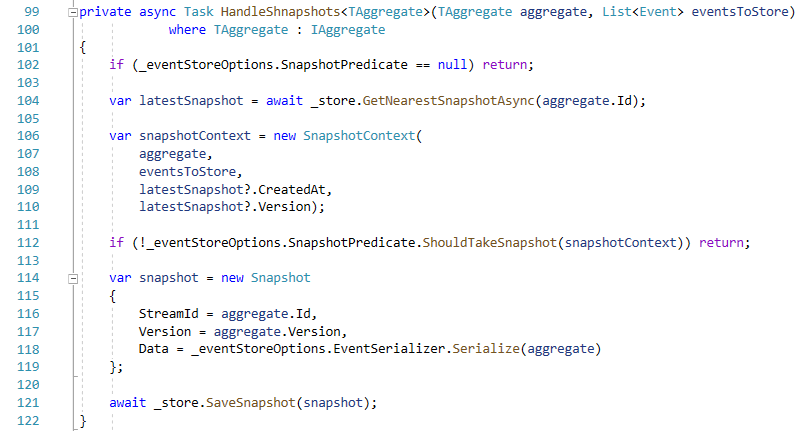 99 private async Task HandleShnapshots<TAggregate>(TAggregate aggregate, List<Event> eventsToStore)
100             where TAggregate : IAggregate
101 {
102     if (_eventStoreOptions.SnapshotPredicate == null) return;
103
104     var latestSnapshot = await _store.GetNearestSnapshotAsync(aggregate.Id);
105
106     var snapshotContext = new SnapshotContext(
107         aggregate,
108         eventsToStore,
109         latestSnapshot?.CreatedAt,
110         latestSnapshot?.Version);
111
112     if (!_eventStoreOptions.SnapshotPredicate.ShouldTakeSnapshot(snapshotContext)) return;
113
114     var snapshot = new Snapshot
115     {
116         StreamId = aggregate.Id,
117         Version = aggregate.Version,
118         Data = _eventStoreOptions.EventSerializer.Serialize(aggregate)
119     };
120
121     await _store.SaveSnapshot(snapshot);
122 }